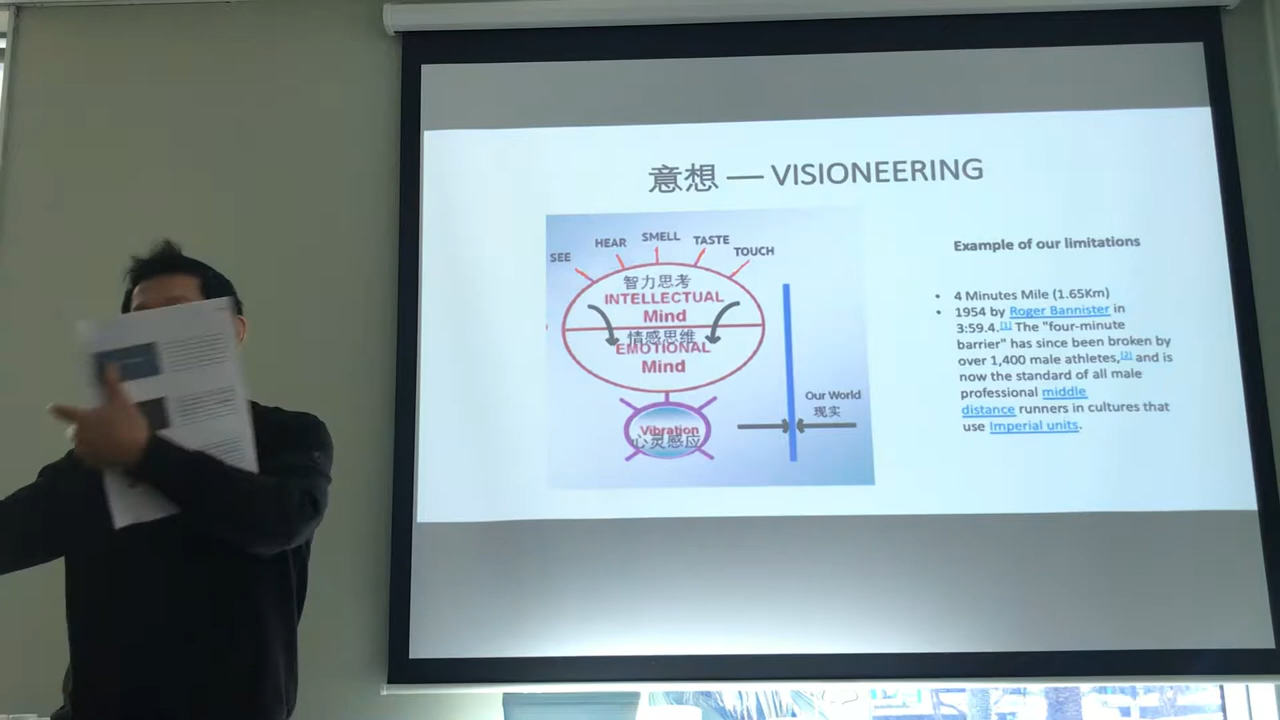 意想 — VISIONEERING
SEE
HEAR
SMELL
TASTE
TOUCH
智力思考
INTELLECTUAL
Mind
情感思维
EMOTIONAL
Mind
Vibration
心灵感应
Our World
现实
Example of our limitations
• 4 Minutes Mile (1.65Km)
• 1954 by Roger Bannister in
3:59.4.[1] The "four-minute
barrier" has since been broken by
over 1,400 male athletes,[2] and is
now the standard of all male
professional middle
distance runners in cultures that
use Imperial units.